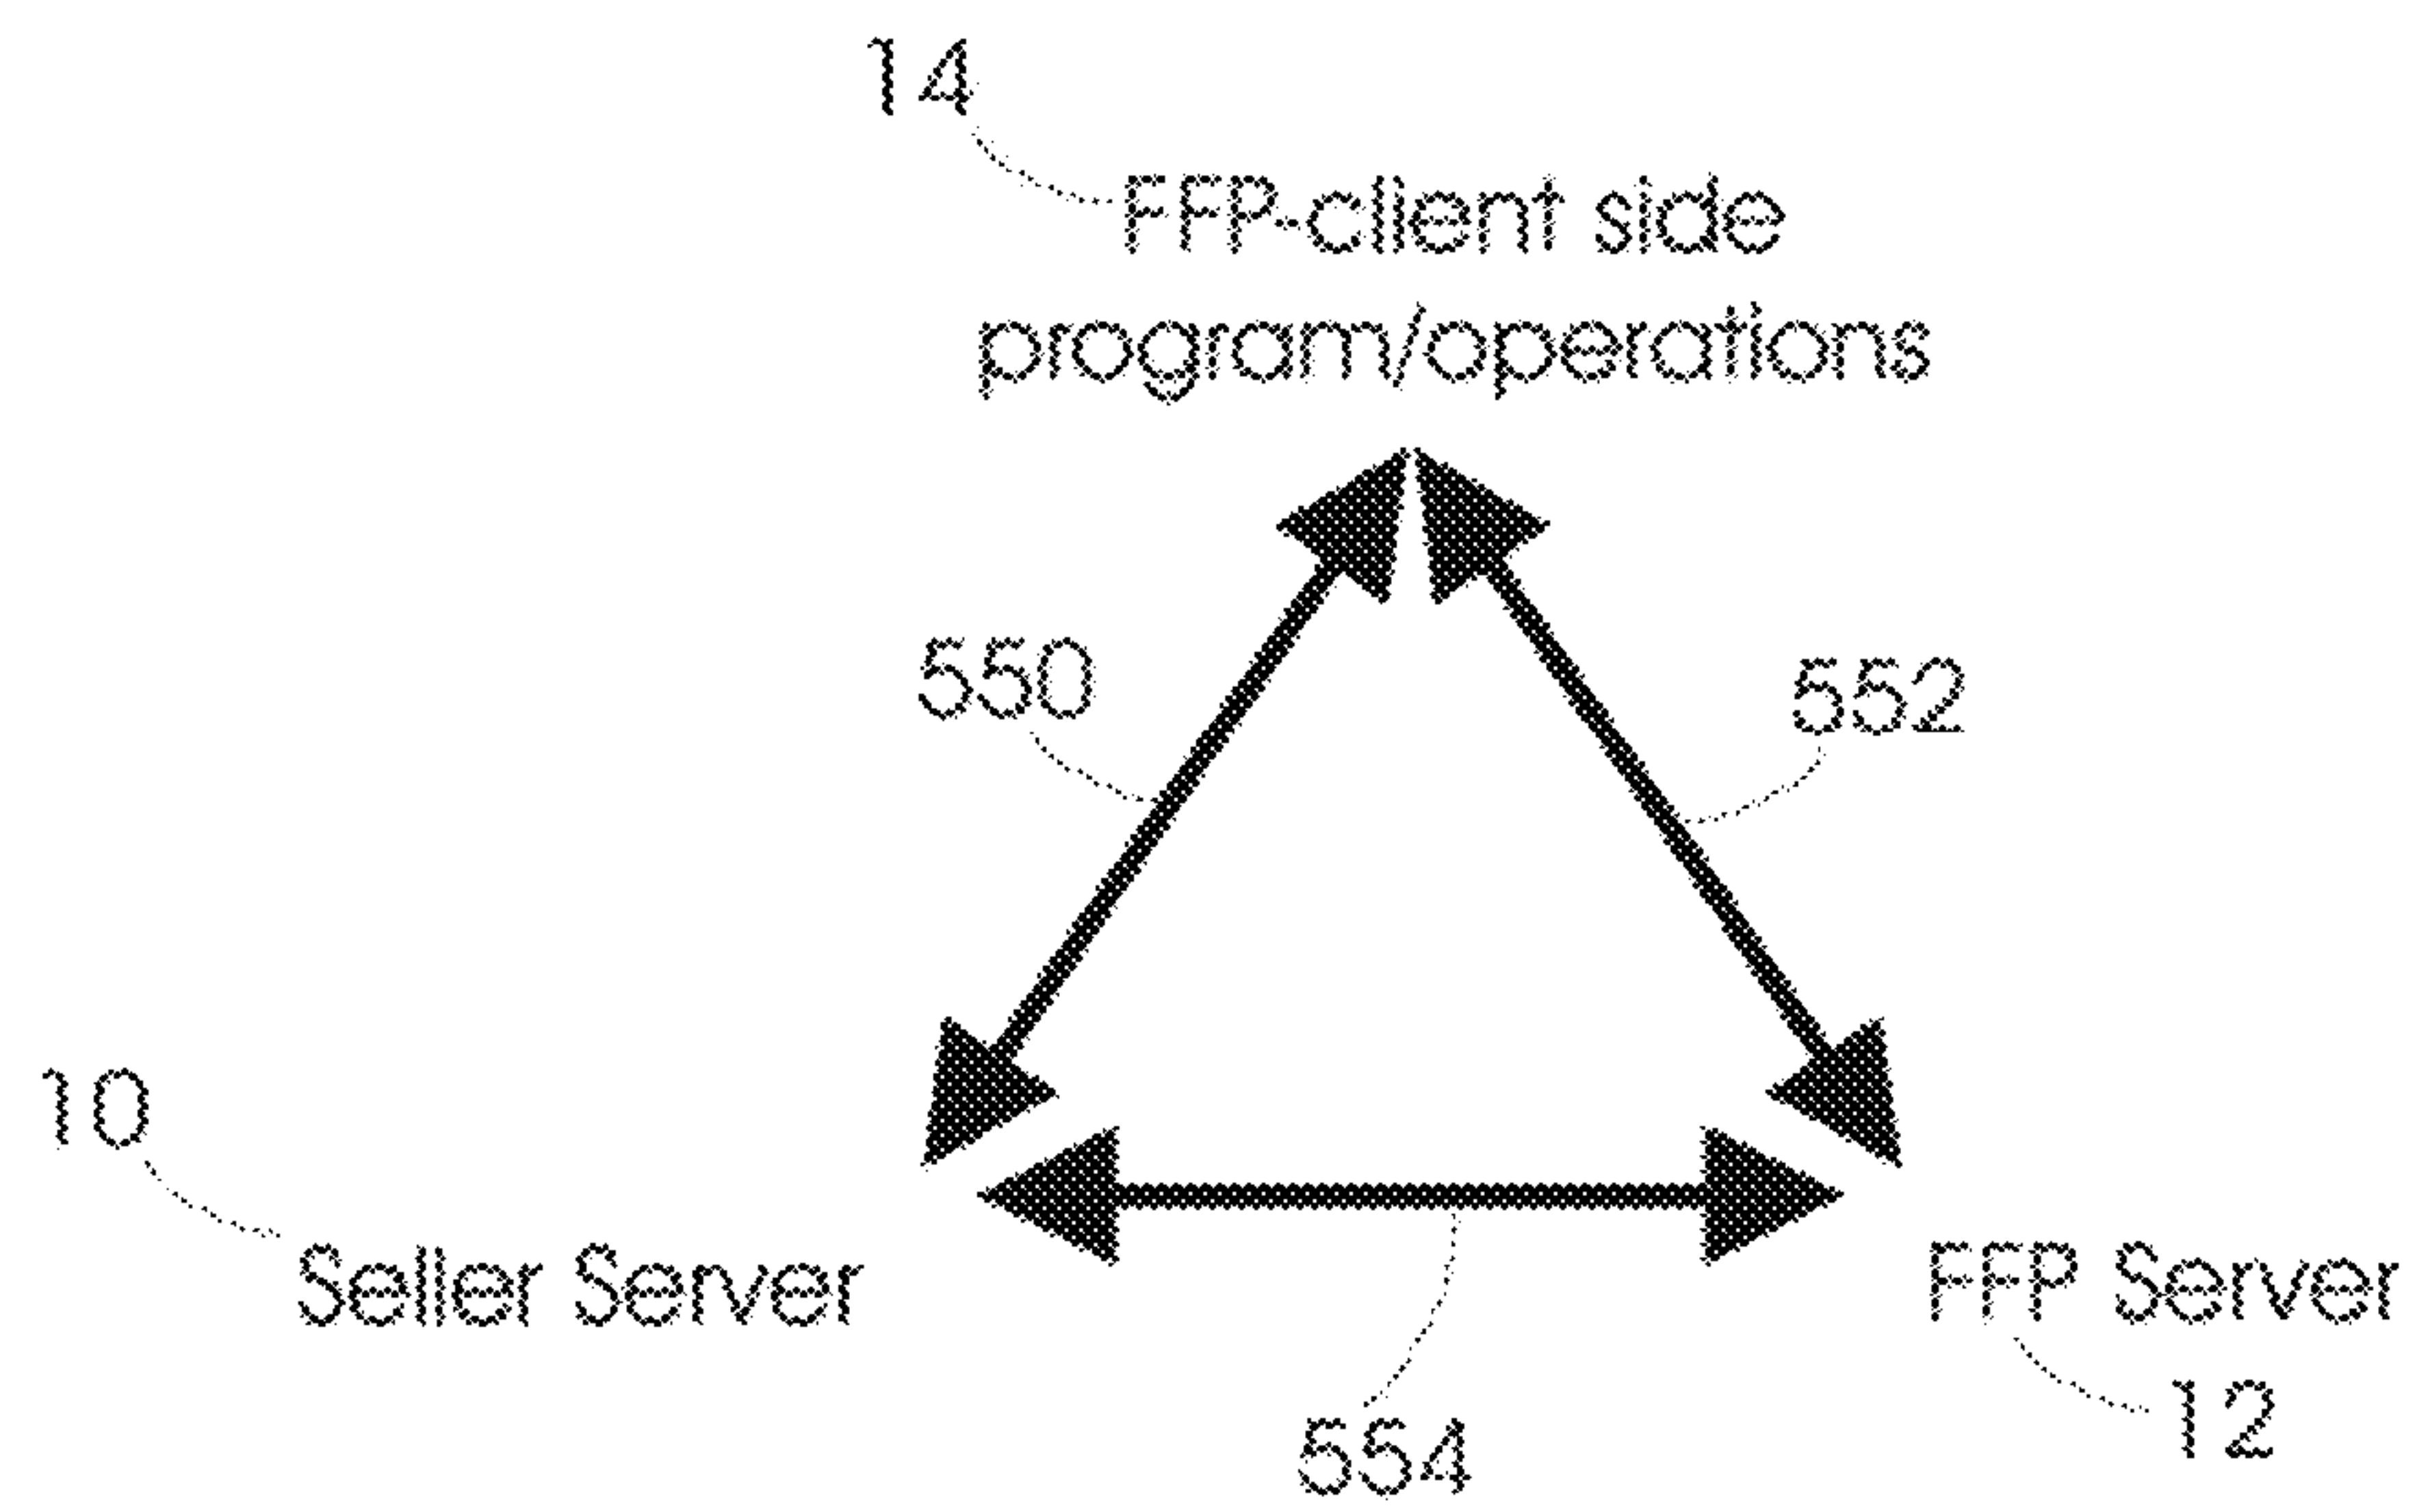 14
FFP-client side
program/operations
550
552
10
Seller Server
FFP Server
12
554